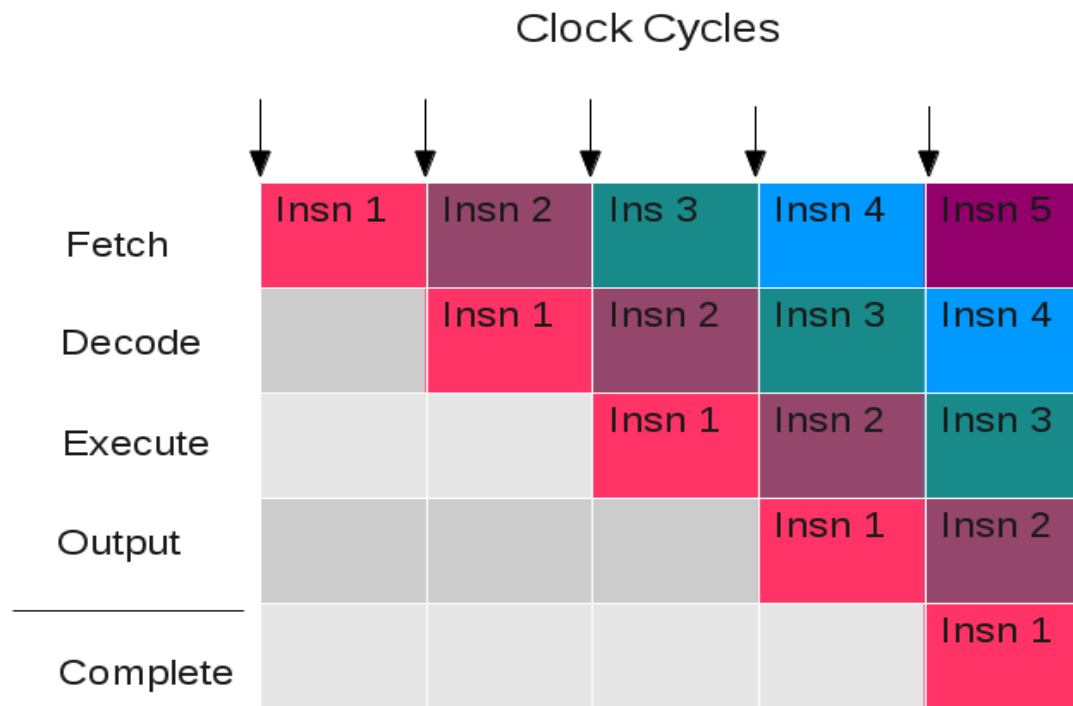 Clock Cycles
Fetch Insn 1 Insn 2 Ins 3 Insn 4 Insn 5
Decode Insn 1 Insn 2 Insn 3 Insn 4
Execute Insn 1 Insn 2 Insn 3
Output Insn 1 Insn 2
Complete Insn 1